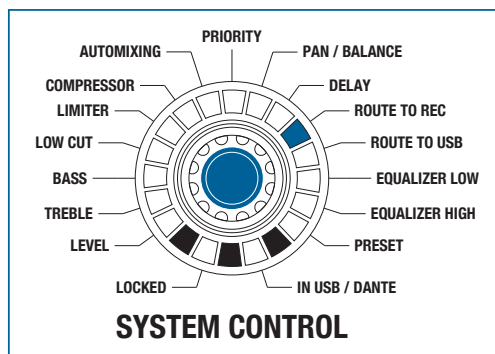 PRIORITY
AUTOMIXING
PAN / BALANCE
COMPRESSOR
DELAY
LIMITER
ROUTE TO REC
LOW CUT
ROUTE TO USB
BASS
EQUALIZER LOW
TREBLE
EQUALIZER HIGH
LEVEL
PRESET
LOCKED
IN USB / DANTE
SYSTEM CONTROL